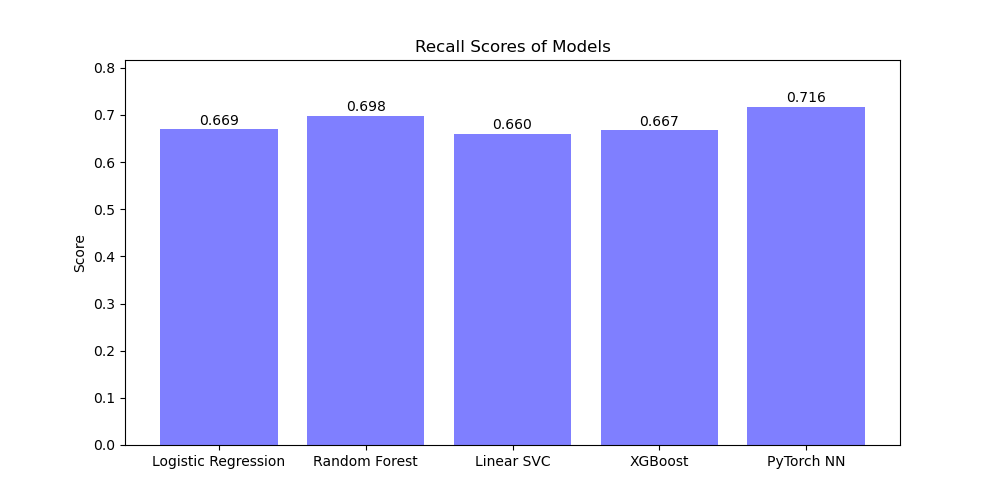 Recall Scores of Models
0.8
0.7
0.6
0.5
0.4
0.3
0.2
0.1
0.0
Score
0.669
0.698
0.660
0.667
0.716
Logistic Regression
Random Forest
Linear SVC
XGBoost
PyTorch NN